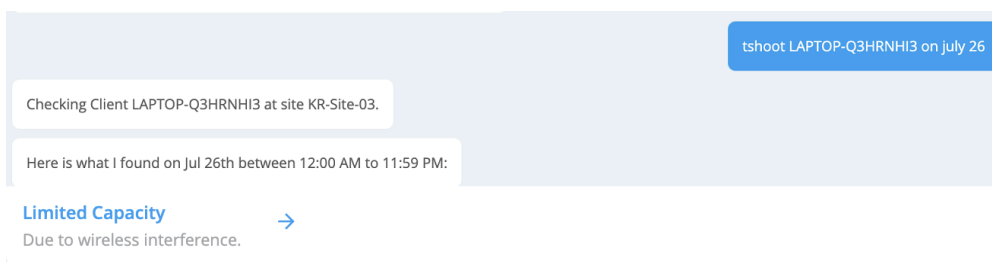 tshoot LAPTOP-Q3HRNHI3 on july 26
Checking Client LAPTOP-Q3HRNHI3 at site KR-Site-03.
Here is what I found on Jul 26th between 12:00 AM to 11:59 PM:
Limited Capacity
Due to wireless interference.